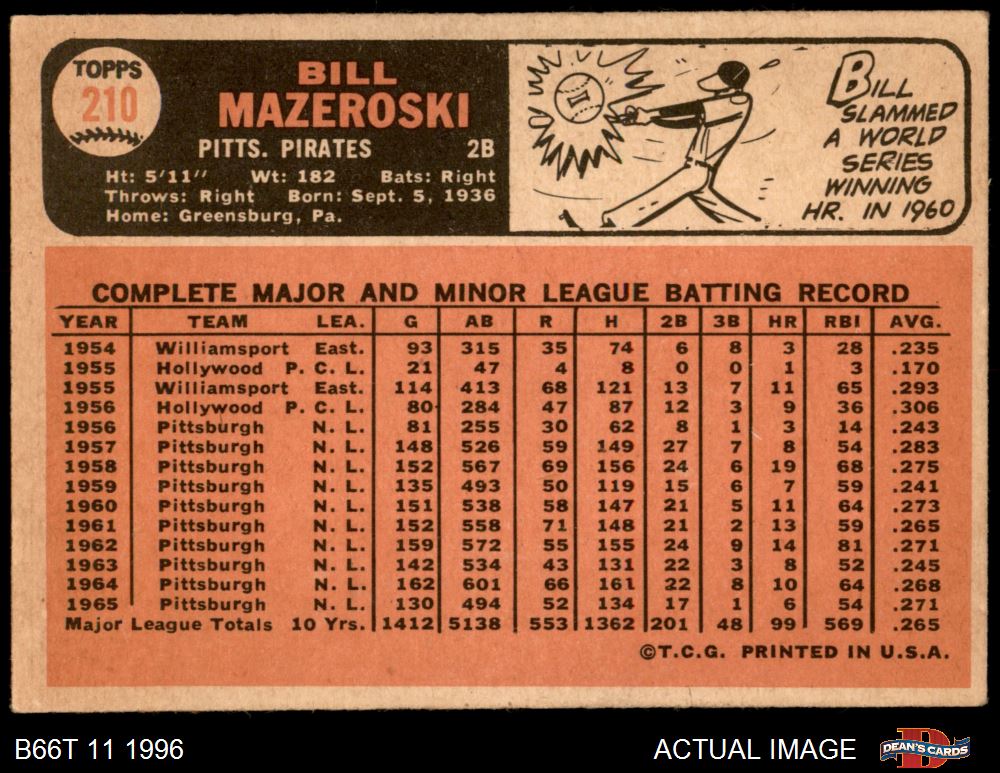 TOPPS
210
BILL
MAZEROSKI
PITTS. PIRATES 2B
Ht: 5'11" Wt: 182 Bats: Right
Throws: Right Born: Sept. 5, 1936
Home: Greensburg, Pa.
BILL
SLAMMED
A WORLD
SERIES
WINNING
HR. IN 1960
COMPLETE MAJOR AND MINOR LEAGUE BATTING RECORD
YEAR TEAM LEA. G AB R H 2B 3B HR RBI AVG.
1954 Williamsport East. 93 315 35 74 6 8 3 28 .235
1955 Hollywood P. C. L. 21 47 4 8 0 0 1 3 .170
1955 Williamsport East. 114 413 68 121 13 7 11 65 .293
1956 Hollywood P. C. L. 80 284 47 87 12 3 9 36 .306
1956 Pittsburgh N. L. 81 255 30 62 8 1 3 14 .243
1957 Pittsburgh N. L. 148 526 59 149 27 7 8 54 .283
1958 Pittsburgh N. L. 152 567 69 156 24 6 19 68 .275
1959 Pittsburgh N. L. 135 493 50 119 15 6 7 59 .241
1960 Pittsburgh N. L. 151 538 58 147 21 5 11 64 .273
1961 Pittsburgh N. L. 152 558 71 148 21 2 13 59 .265
1962 Pittsburgh N. L. 159 572 55 155 24 9 14 81 .271
1963 Pittsburgh N. L. 142 534 43 131 22 3 8 52 .245
1964 Pittsburgh N. L. 162 601 66 161 22 8 10 64 .268
1965 Pittsburgh N. L. 130 494 52 134 17 1 6 54 .271
Major League Totals 10 Yrs. 1412 5138 553 1362 201 48 99 569 .265
©T.C.G. PRINTED IN U.S.A.
B66T 11 1996 ACTUAL IMAGE DEAN'S CARDS